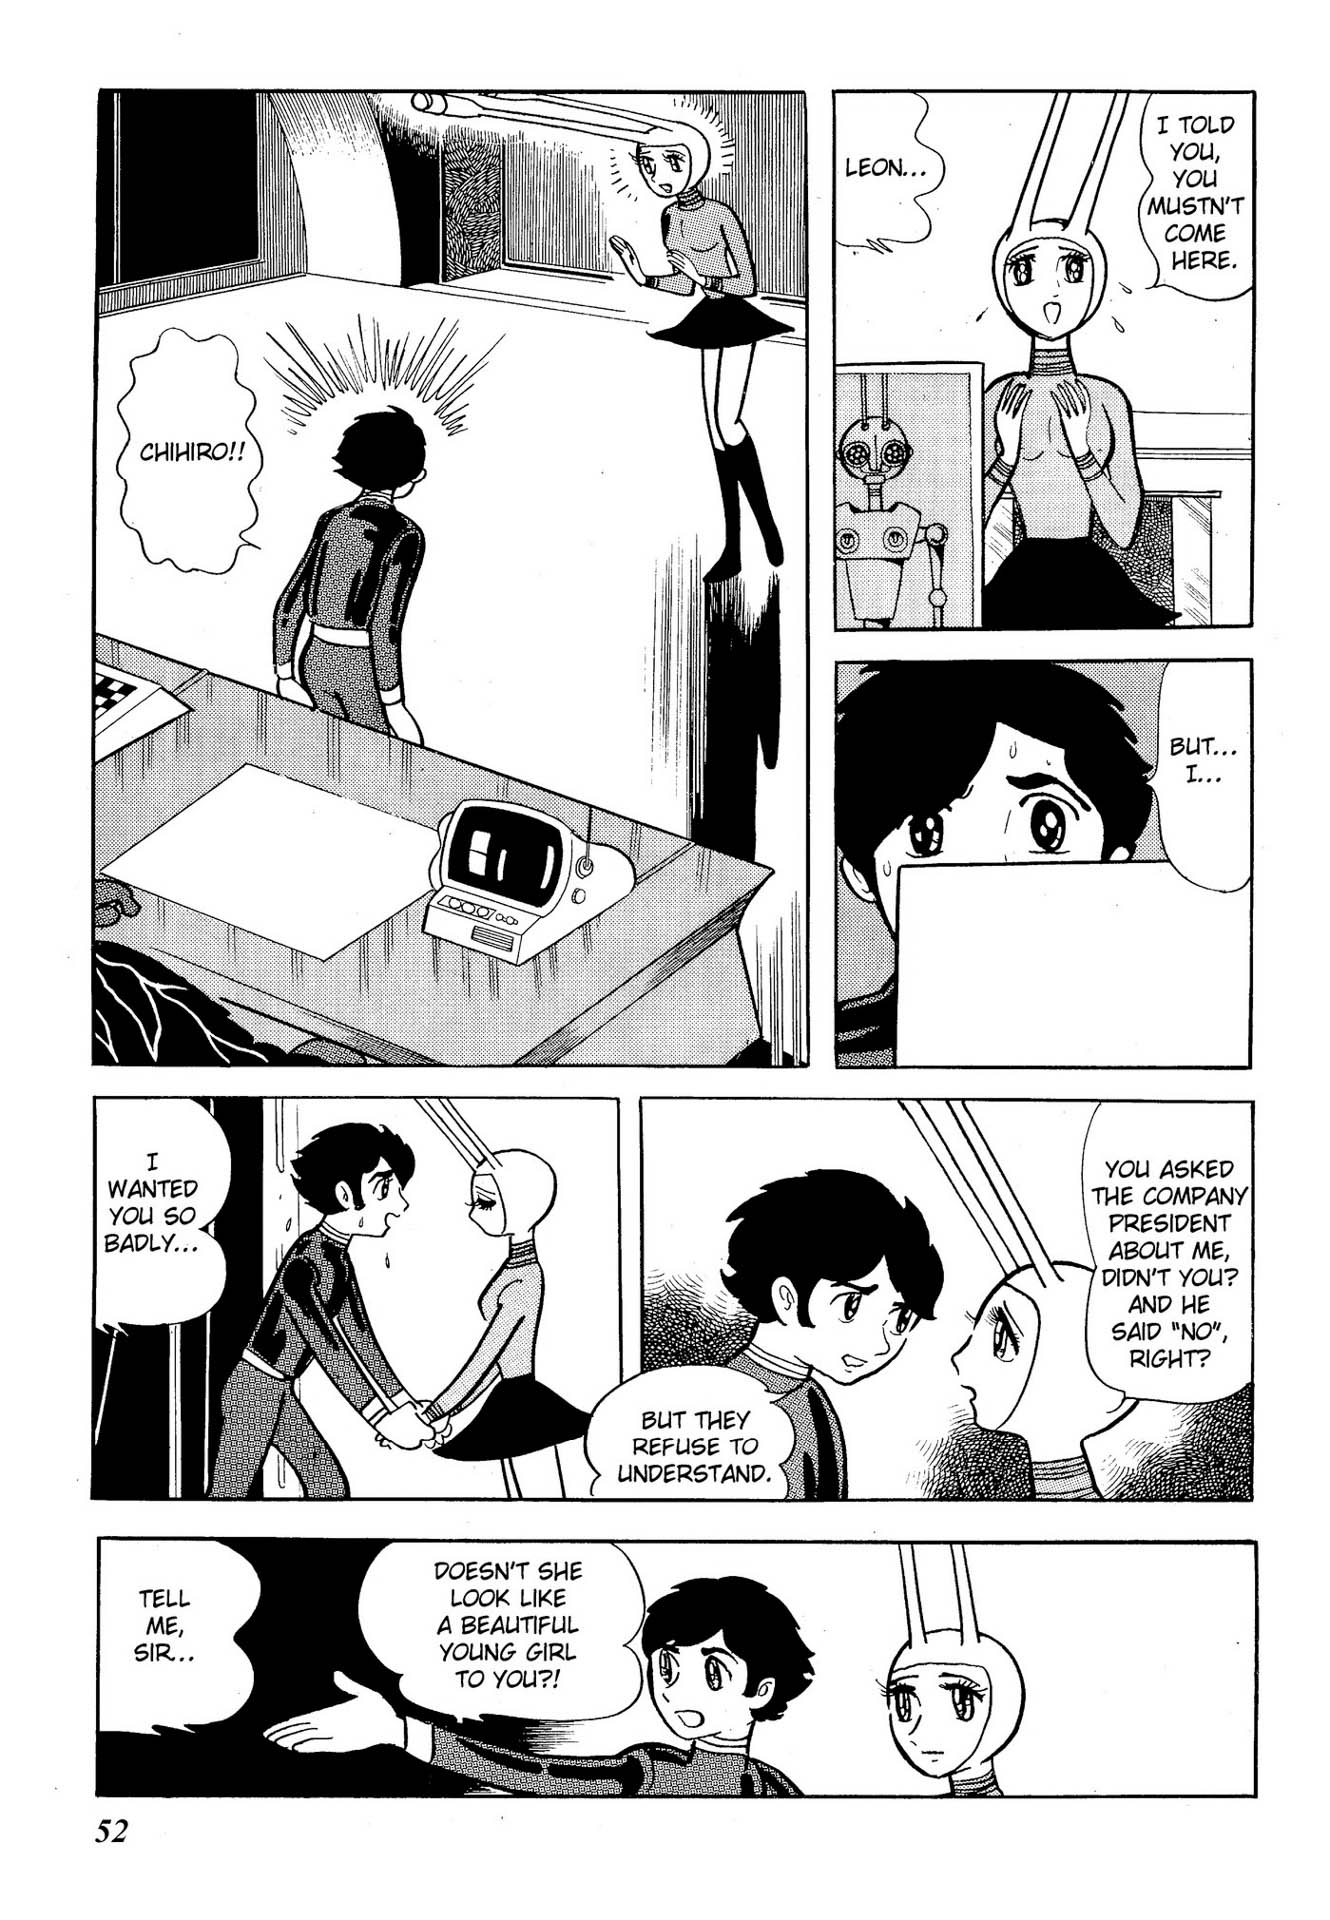 CHIHIRO!!
LEON...
I TOLD
YOU,
YOU
MUSTN'T
COME
HERE.
BUT...
I...
I
WANTED
YOU SO
BADLY...
YOU ASKED
THE COMPANY
PRESIDENT
ABOUT ME,
DIDN'T YOU?
AND HE
SAID "NO",
RIGHT?
BUT THEY
REFUSE TO
UNDERSTAND.
TELL
ME,
SIR...
DOESN'T SHE
LOOK LIKE
A BEAUTIFUL
YOUNG GIRL
TO YOU?!
52